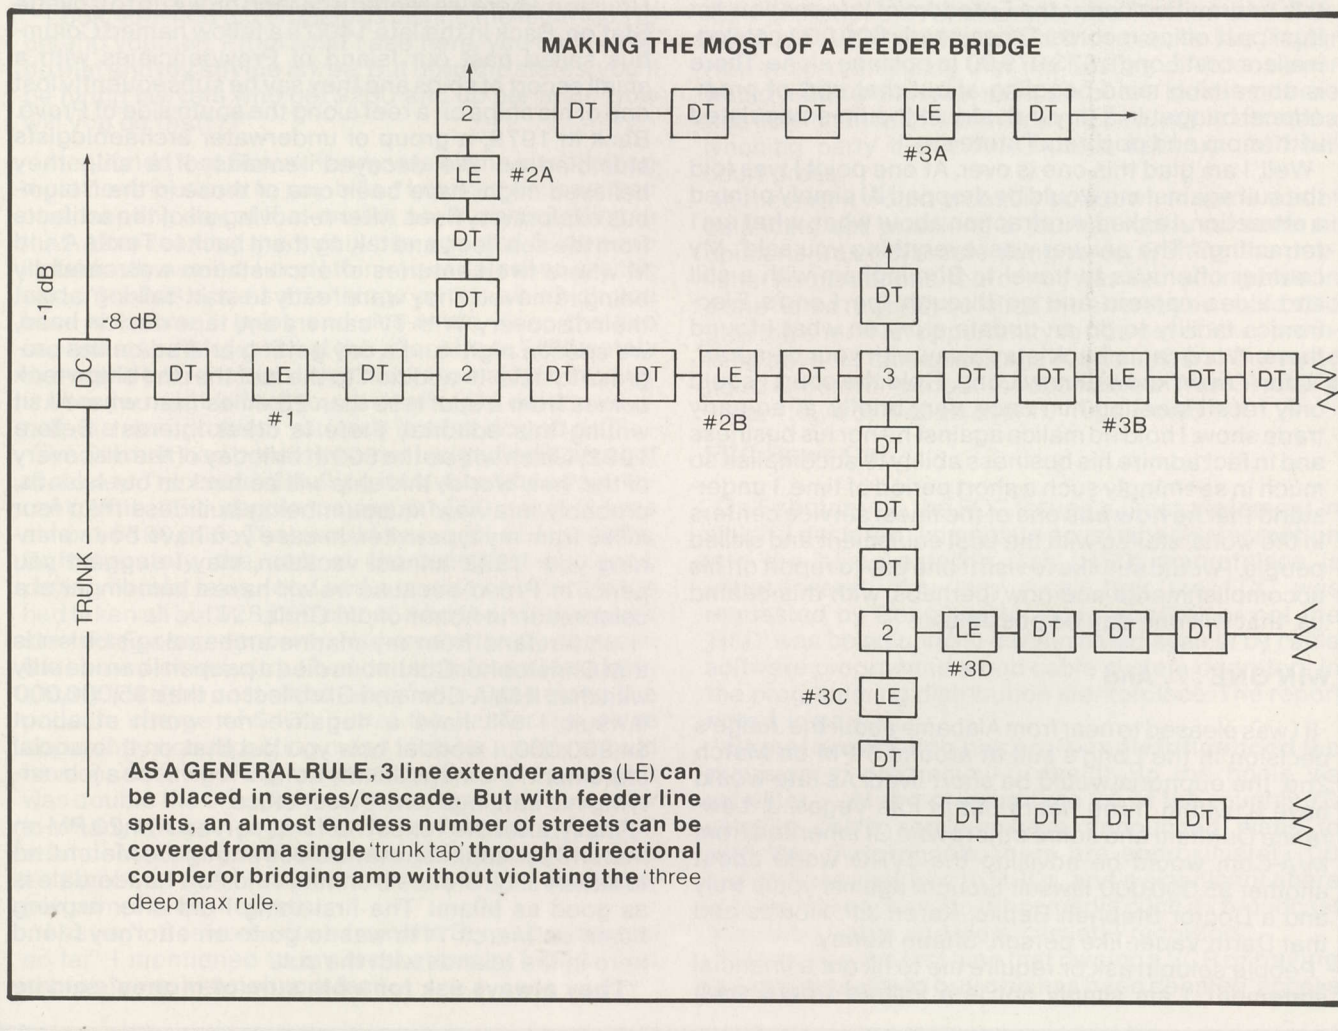 MAKING THE MOST OF A FEEDER BRIDGE
2 DT DT DT LE DT
#3A
LE #2A
DT
DT
DT
-1 dB
-8 dB
DC DT LE DT 2 DT DT LE DT 3 DT DT LE DT DT
#1 #2B #3B
DT
DT
DT
TRUNK
2 LE DT DT DT
#3D
#3C LE
DT
DT DT DT DT
AS A GENERAL RULE, 3 line extender amps (LE) can
be placed in series/cascade. But with feeder line
splits, an almost endless number of streets can be
covered from a single 'trunk tap' through a directional
coupler or bridging amp without violating the 'three
deep max rule.